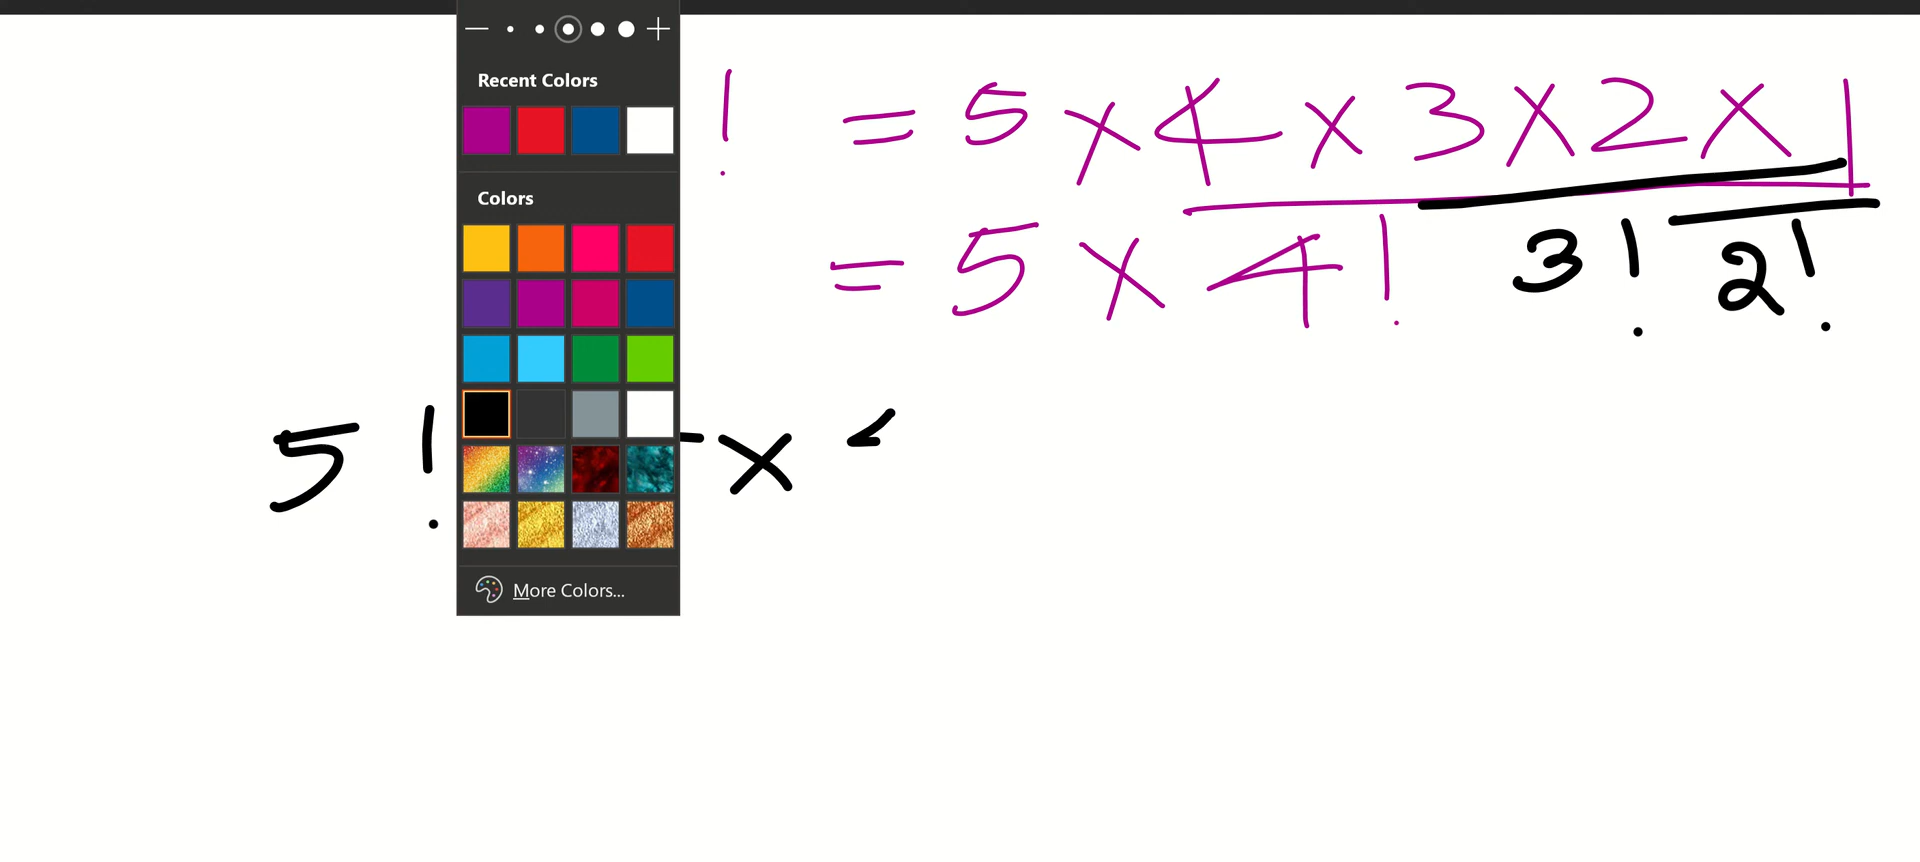 Recent Colors
Colors
More Colors...
! = 5 x 4 x 3 x 2 x 1
= 5 x 4! 3! 2!
5! x